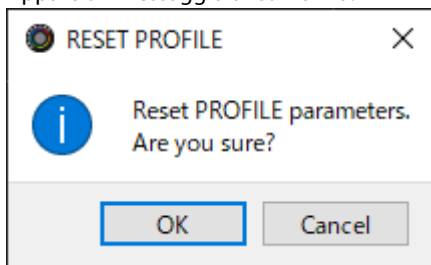 RESET PROFILE
Reset PROFILE parameters.
Are you sure?
OK Cancel